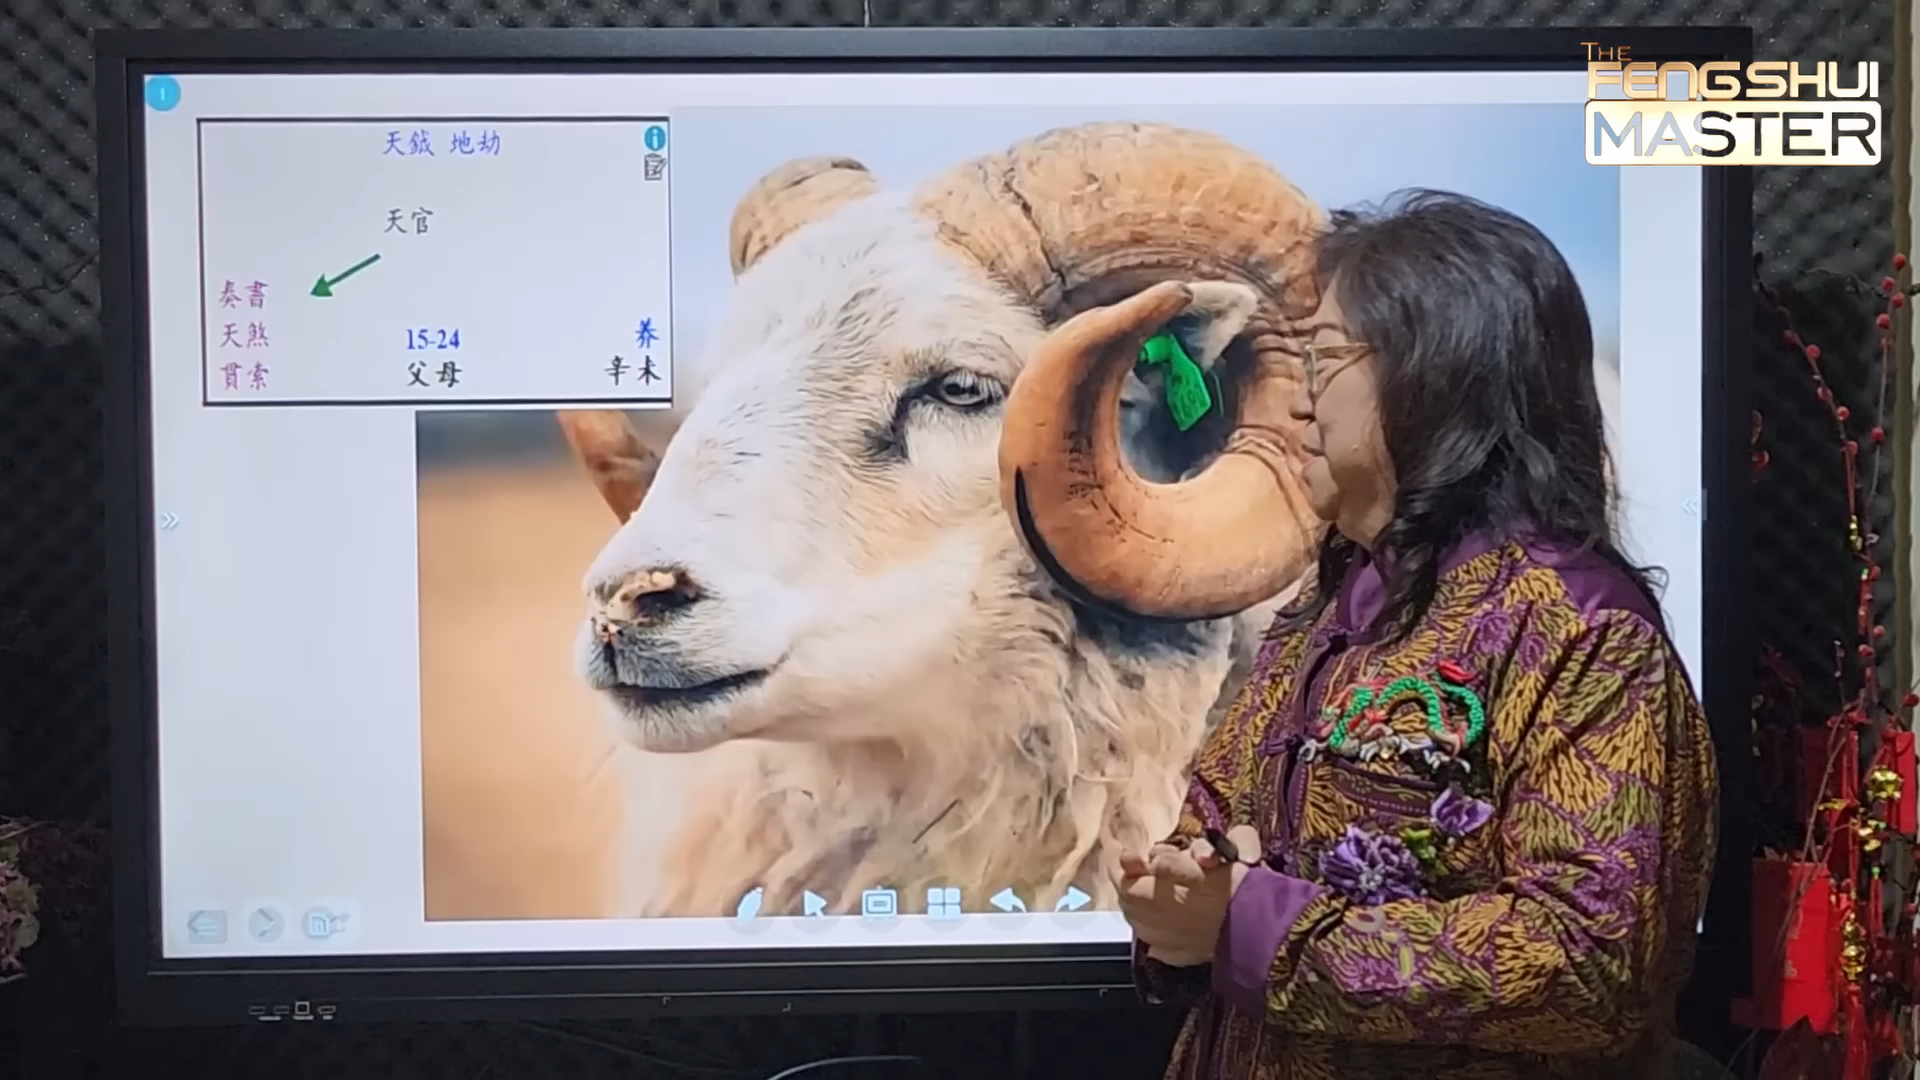 THE
FENG SHUI
MASTER
天鉞 地劫
天官
奏書
天煞 15-24 养
貫索 父母 辛未